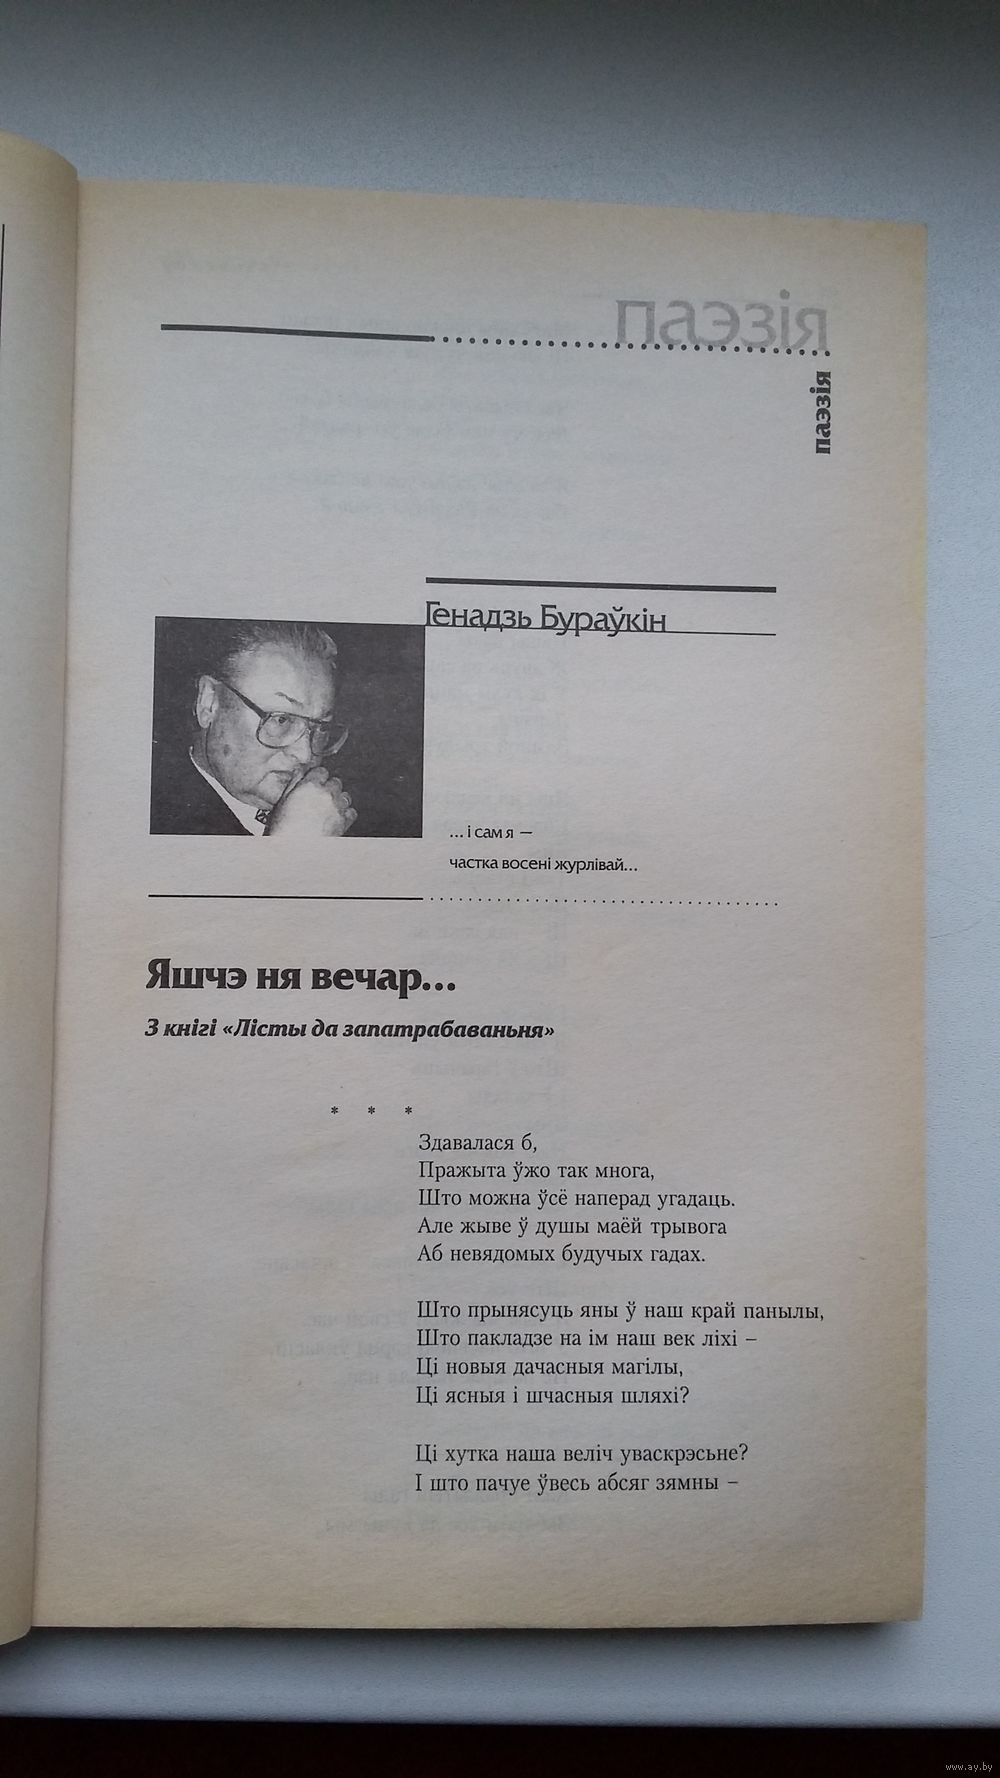 паэзія
паэзія
Генадзь Бураўкін
...і сам я —
частка восені журлівай...
Яшчэ ня вечар...
З кнігі «Лісты да запатрабаваньня»
* * *
Здавалася б,
Пражыта ўжо так многа,
Што можна ўсё наперад угадаць.
Але жыве ў душы маёй трывога
Аб невядомых будучых гадах.
Што прынясуць яны ў наш край панылы,
Што пакладзе на ім наш век ліхі –
Ці новыя дачасныя магілы,
Ці ясныя і шчасныя шляхі?
Ці хутка наша веліч уваскрэсьне?
І што пачуе ўвесь абсяг зямны –
www.ay.by